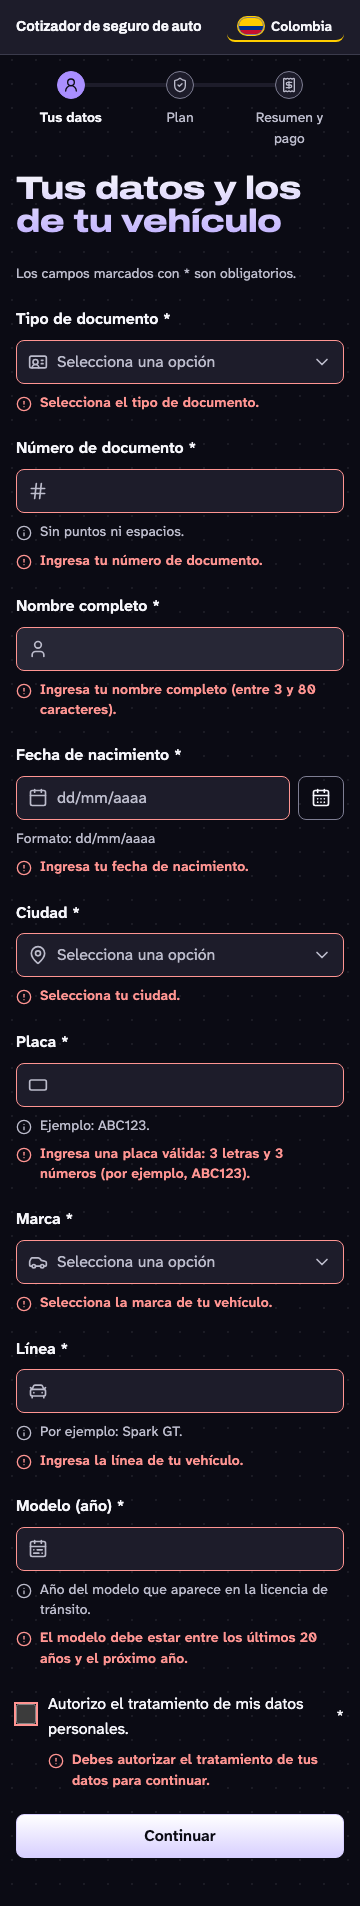 Cotizador de seguro de auto
Colombia
Tus datos
Plan
Resumen y
pago
Tus datos y los
de tu vehículo
Los campos marcados con * son obligatorios.
Tipo de documento *
Selecciona una opción
Selecciona el tipo de documento.
Número de documento *
Sin puntos ni espacios.
Ingresa tu número de documento.
Nombre completo *
Ingresa tu nombre completo (entre 3 y 80
caracteres).
Fecha de nacimiento *
dd/mm/aaaa
Formato: dd/mm/aaaa
Ingresa tu fecha de nacimiento.
Ciudad *
Selecciona una opción
Selecciona tu ciudad.
Placa *
Ejemplo: ABC123.
Ingresa una placa válida: 3 letras y 3
números (por ejemplo, ABC123).
Marca *
Selecciona una opción
Selecciona la marca de tu vehículo.
Línea *
Por ejemplo: Spark GT.
Ingresa la línea de tu vehículo.
Modelo (año) *
Año del modelo que aparece en la licencia de
tránsito.
El modelo debe estar entre los últimos 20
años y el próximo año.
Autorizo el tratamiento de mis datos
personales. *
Debes autorizar el tratamiento de tus
datos para continuar.
Continuar